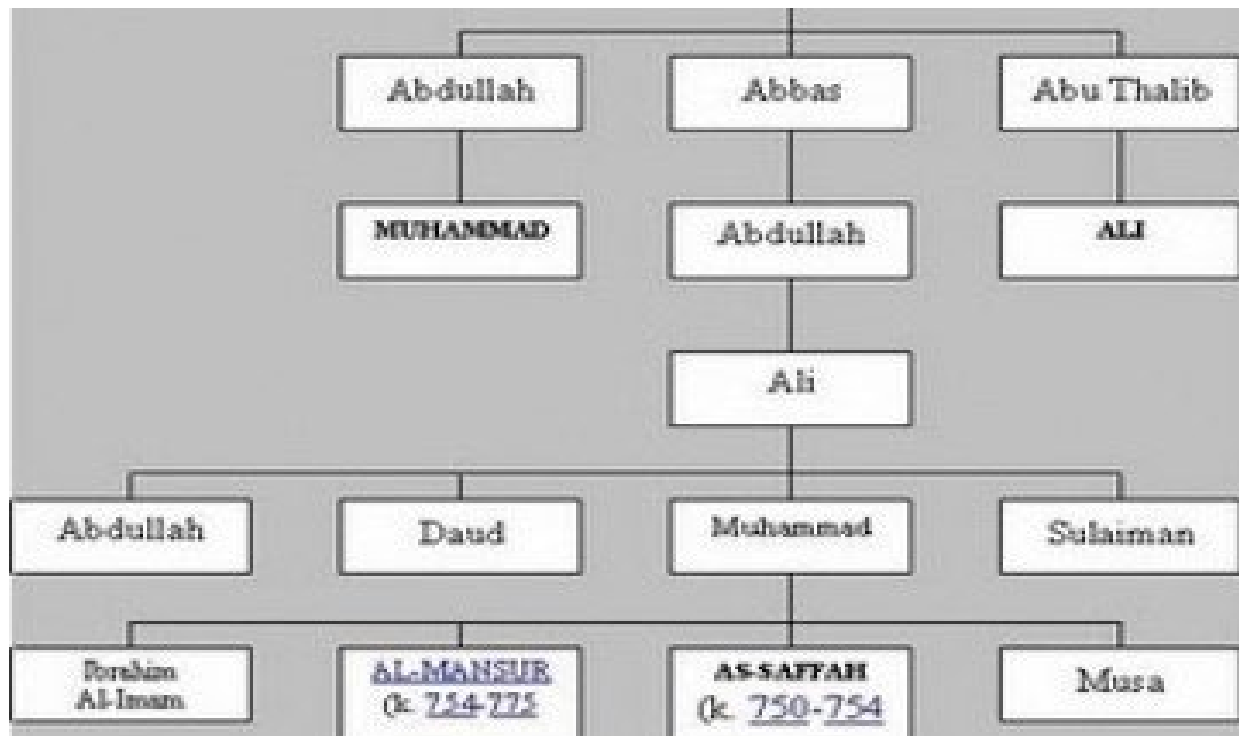 Abdullah
Abbas
Abu Thalib
MUHAMMAD
Abdullah
ALI
Ali
Abdullah
Daud
Muhammad
Sulaiman
Ibrahim
Al-Imam
AL-MANSUR
(k. 754-775
AS-SAFFAH
(k. 750-754
Musa